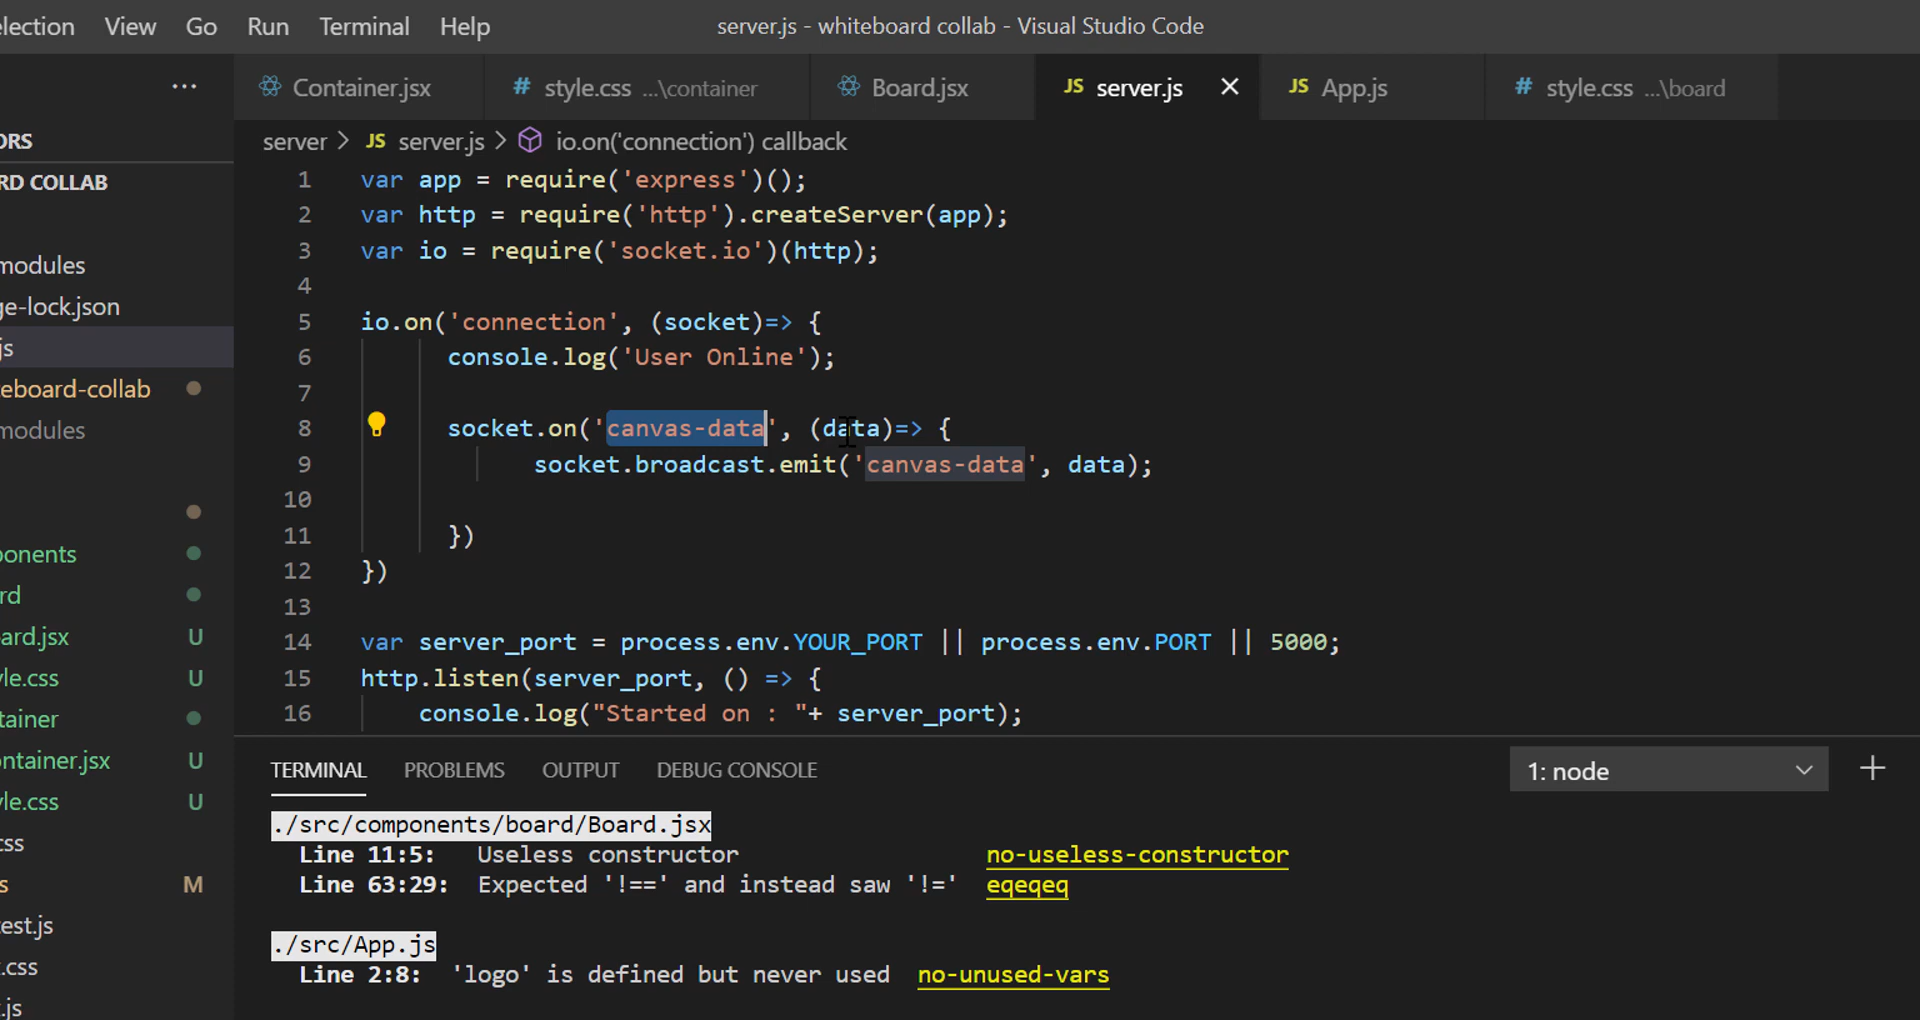 election View Go Run Terminal Help server.js - whiteboard collab - Visual Studio Code
... Container.jsx # style.css ...\container Board.jsx JS server.js × JS App.js # style.css ...\board
ORS
server > JS server.js > io.on('connection') callback
RD COLLAB
modules
ge-lock.json
js
eboard-collab
modules
ponents
rd
ard.jsx U
le.css U
tainer
ontainer.jsx U
le.css U
css
s M
est.js
.css
.js
1 var app = require('express')();
2 var http = require('http').createServer(app);
3 var io = require('socket.io')(http);
4
5 io.on('connection', (socket)=> {
6 console.log('User Online');
7
8 socket.on('canvas-data', (data)=> {
9 socket.broadcast.emit('canvas-data', data);
10
11 })
12 })
13
14 var server_port = process.env.YOUR_PORT || process.env.PORT || 5000;
15 http.listen(server_port, () => {
16 console.log("Started on : "+ server_port);
TERMINAL PROBLEMS OUTPUT DEBUG CONSOLE 1: node +
./src/components/board/Board.jsx
Line 11:5: Useless constructor no-useless-constructor
Line 63:29: Expected '!==' and instead saw '!=' eqeqeq
./src/App.js
Line 2:8: 'logo' is defined but never used no-unused-vars